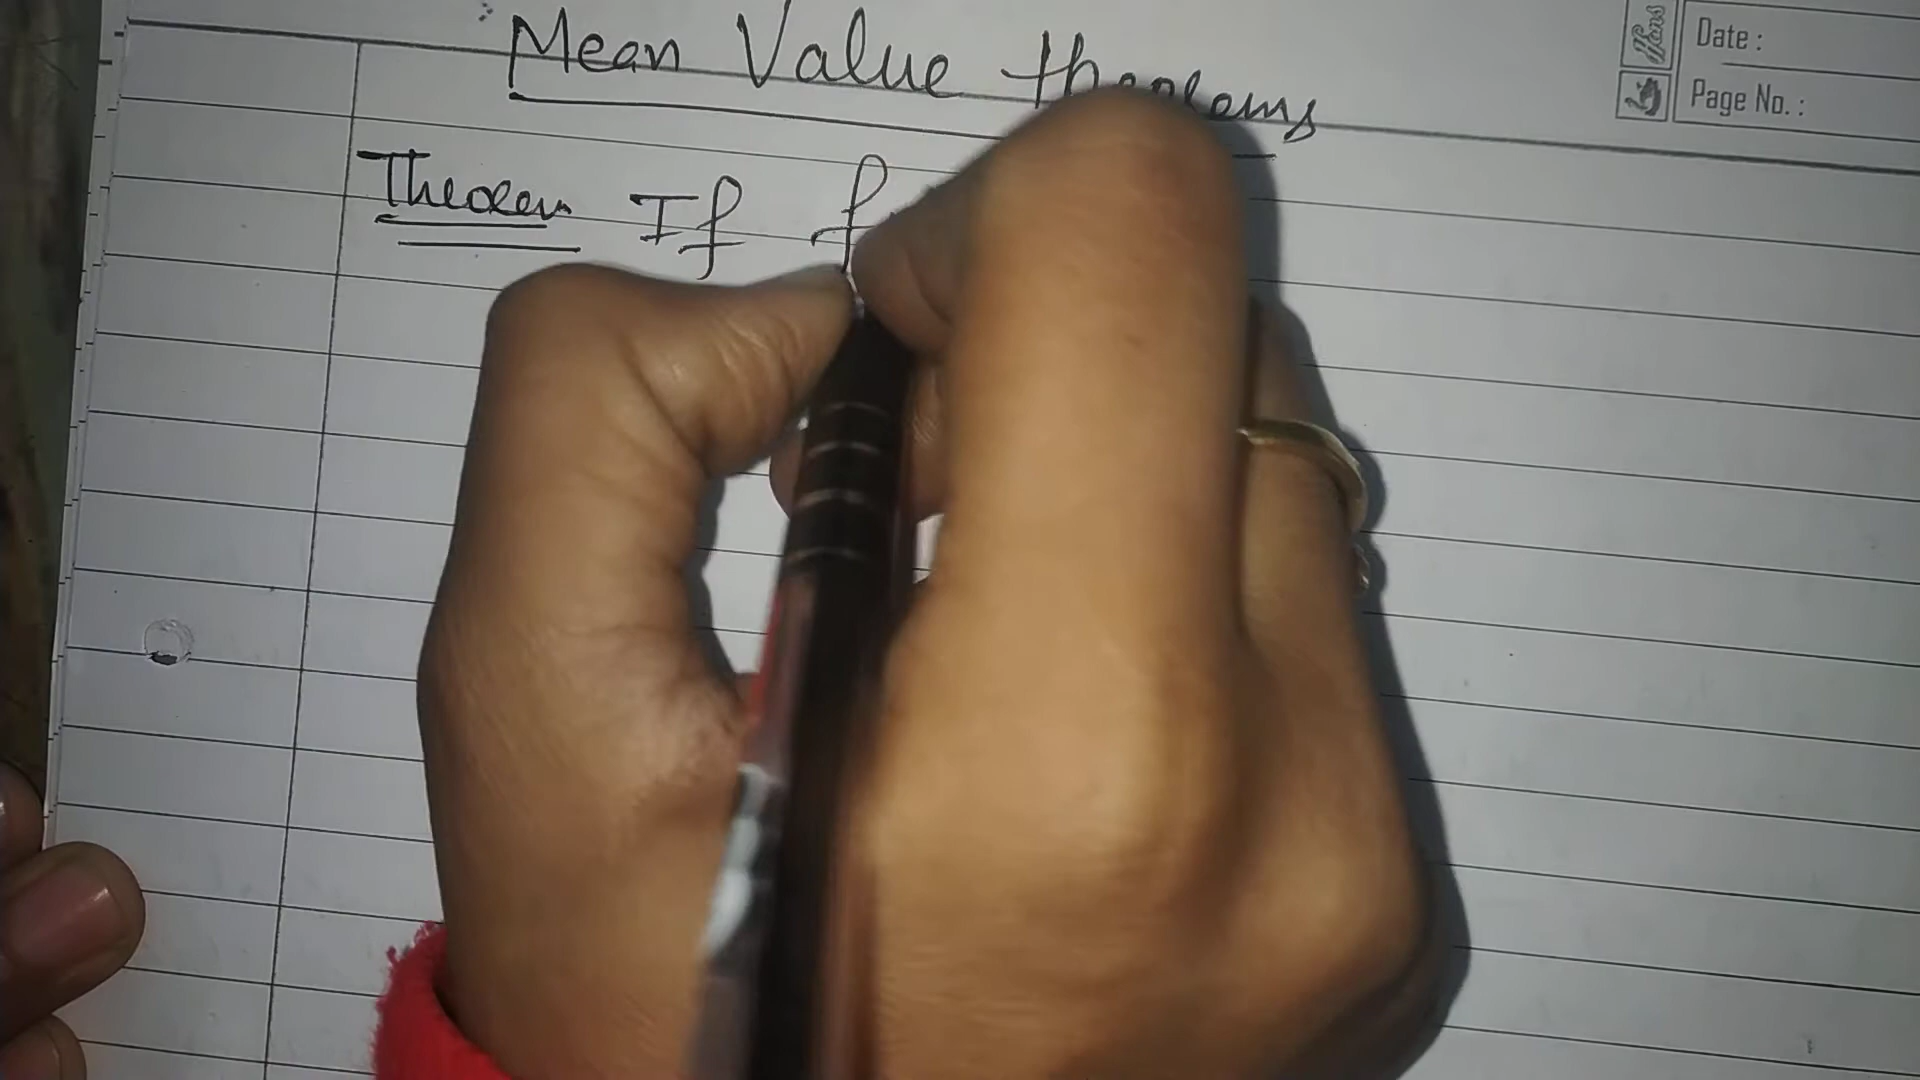 Mean Value theorems
Date :
Page No. :
Theorem If f